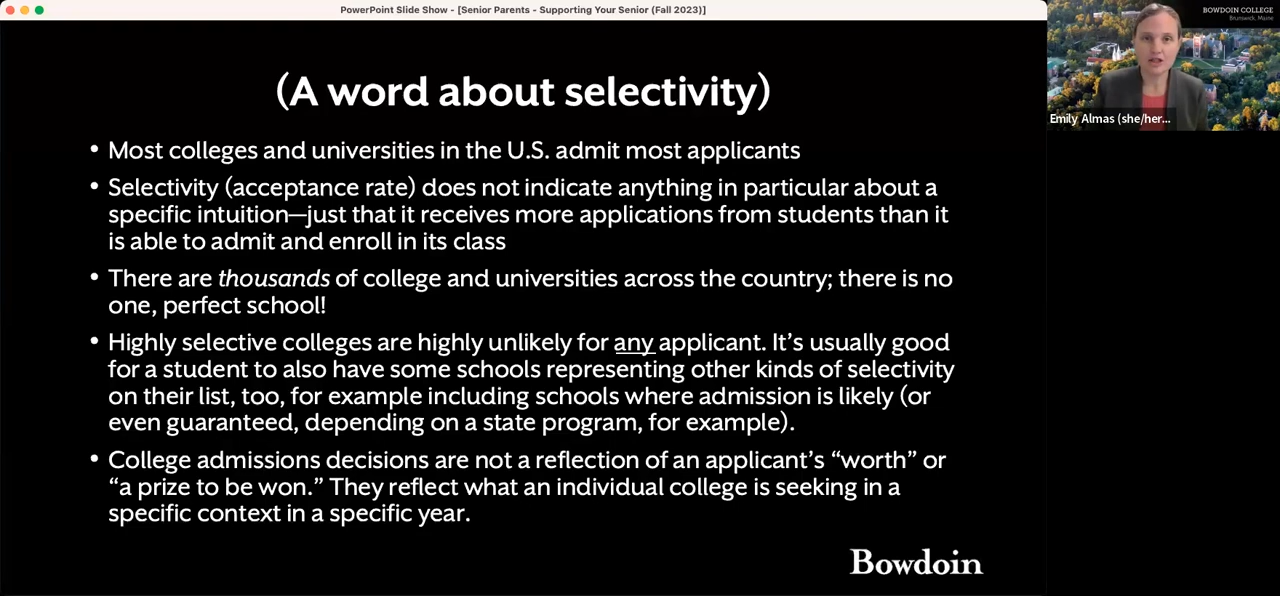 PowerPoint Slide Show - [Senior Parents - Supporting Your Senior (Fall 2023)]
BOWDOIN COLLEGE
Brunswick, Maine
Emily Almas (she/her...
(A word about selectivity)
• Most colleges and universities in the U.S. admit most applicants
• Selectivity (acceptance rate) does not indicate anything in particular about a
specific intuition—just that it receives more applications from students than it
is able to admit and enroll in its class
• There are thousands of college and universities across the country; there is no
one, perfect school!
• Highly selective colleges are highly unlikely for any applicant. It’s usually good
for a student to also have some schools representing other kinds of selectivity
on their list, too, for example including schools where admission is likely (or
even guaranteed, depending on a state program, for example).
• College admissions decisions are not a reflection of an applicant’s “worth” or
“a prize to be won.” They reflect what an individual college is seeking in a
specific context in a specific year.
Bowdoin